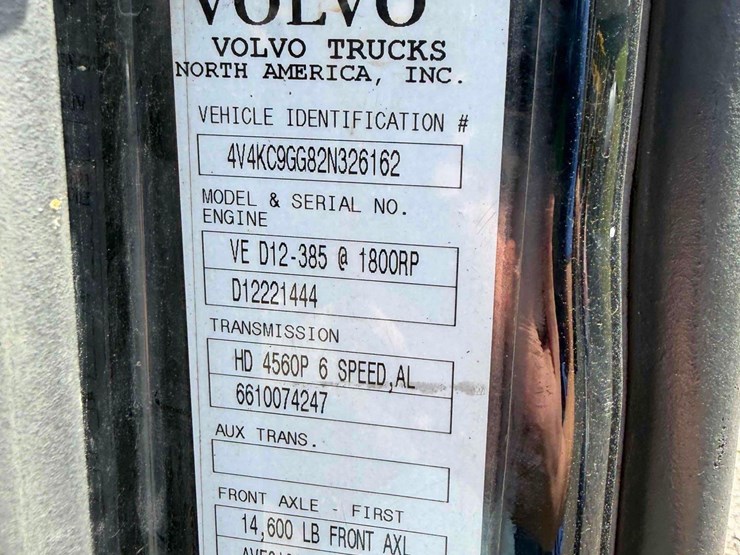 VOLVO
VOLVO TRUCKS
NORTH AMERICA, INC.
VEHICLE IDENTIFICATION #
4V4KC9GG82N326162
MODEL & SERIAL NO.
ENGINE
VE D12-385 @ 1800RP
D12221444
TRANSMISSION
HD 4560P 6 SPEED,AL
6610074247
AUX TRANS.
FRONT AXLE - FIRST
14,600 LB FRONT AXL